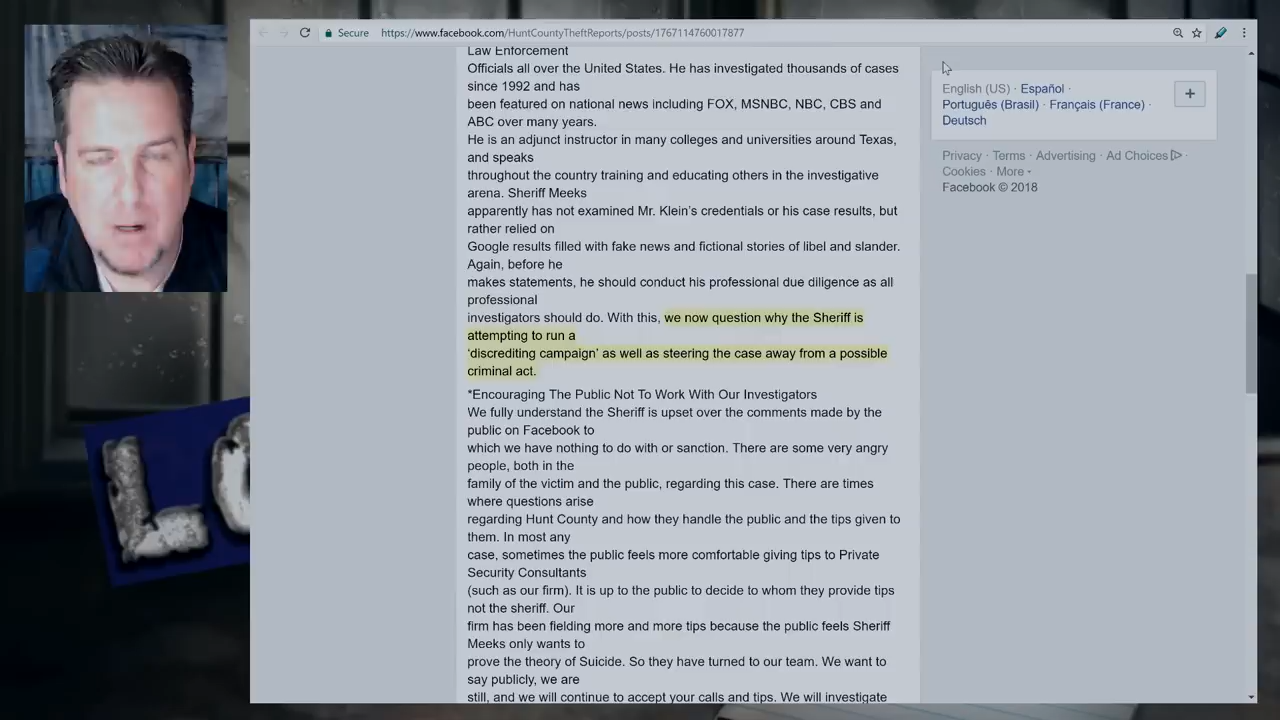 Secure
https://www.facebook.com/HuntCountyTheftReports/posts/1767114760017877
Law Enforcement
Officials all over the United States. He has investigated thousands of cases
since 1992 and has
been featured on national news including FOX, MSNBC, NBC, CBS and
ABC over many years.
He is an adjunct instructor in many colleges and universities around Texas,
and speaks
throughout the country training and educating others in the investigative
arena. Sheriff Meeks
apparently has not examined Mr. Klein's credentials or his case results, but
rather relied on
Google results filled with fake news and fictional stories of libel and slander.
Again, before he
makes statements, he should conduct his professional due diligence as all
professional
investigators should do. With this, we now question why the Sheriff is
attempting to run a
‘discrediting campaign’ as well as steering the case away from a possible
criminal act.
*Encouraging The Public Not To Work With Our Investigators
We fully understand the Sheriff is upset over the comments made by the
public on Facebook to
which we have nothing to do with or sanction. There are some very angry
people, both in the
family of the victim and the public, regarding this case. There are times
where questions arise
regarding Hunt County and how they handle the public and the tips given to
them. In most any
case, sometimes the public feels more comfortable giving tips to Private
Security Consultants
(such as our firm). It is up to the public to decide to whom they provide tips
not the sheriff. Our
firm has been fielding more and more tips because the public feels Sheriff
Meeks only wants to
prove the theory of Suicide. So they have turned to our team. We want to
say publicly, we are
still, and we will continue to accept your calls and tips. We will investigate
English (US) · Español ·
Português (Brasil) · Français (France) ·
Deutsch
Privacy · Terms · Advertising · Ad Choices ·
Cookies · More
Facebook © 2018
LO